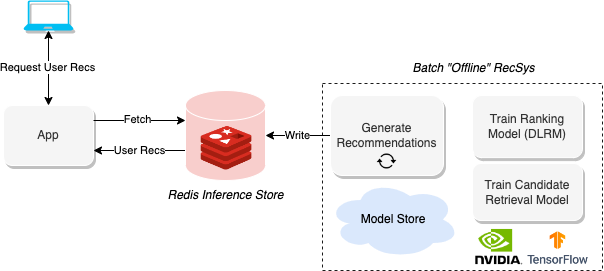 Batch "Offline" RecSys
Request User Recs
App
Fetch
User Recs
Redis Inference Store
Write
Generate
Recommendations
Train Ranking
Model (DLRM)
Train Candidate
Retrieval Model
Model Store
NVIDIA.
TensorFlow